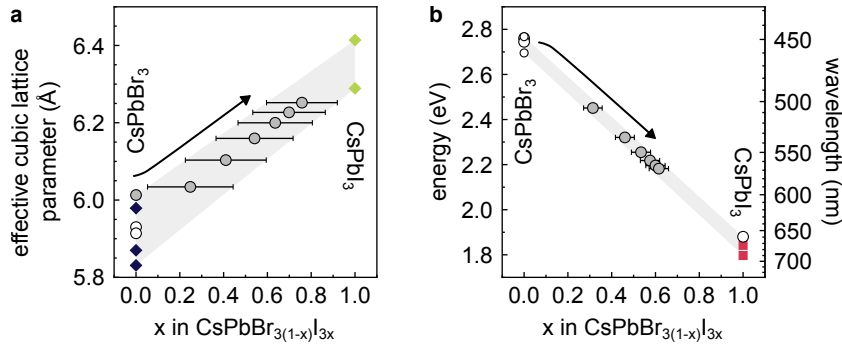 a
effective cubic lattice
parameter (Å)
6.4
6.2
6.0
5.8
CsPbBr₃
CsPbI₃
0.0 0.2 0.4 0.6 0.8 1.0
x in CsPbBr₃₍₁₋ₓ₎I₃ₓ
b
energy (eV)
2.8
2.6
2.4
2.2
2.0
1.8
CsPbBr₃
CsPbI₃
450
500
550
600
650
700
wavelength (nm)
0.0 0.2 0.4 0.6 0.8 1.0
x in CsPbBr₃₍₁₋ₓ₎I₃ₓ